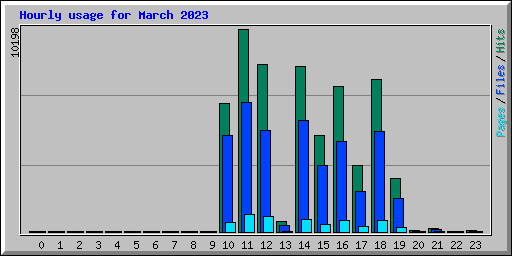 Hourly usage for March 2023
10198
Pages/Files/Hits
0 1 2 3 4 5 6 7 8 9 10 11 12 13 14 15 16 17 18 19 20 21 22 23